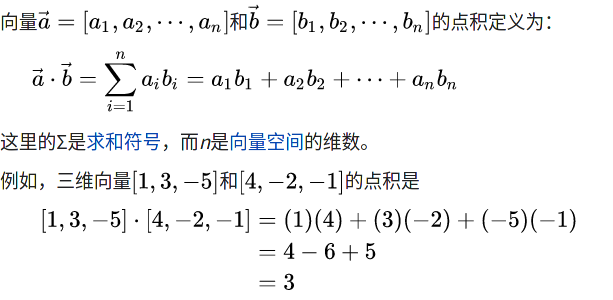 向量$\vec{a} = [a_1, a_2, \cdots, a_n]$和$\vec{b} = [b_1, b_2, \cdots, b_n]$的点积定义为：
$\vec{a} \cdot \vec{b} = \sum_{i=1}^{n} a_i b_i = a_1 b_1 + a_2 b_2 + \cdots + a_n b_n$
这里的Σ是求和符号，而n是向量空间的维数。
例如，三维向量$[1, 3, -5]$和$[4, -2, -1]$的点积是
$[1, 3, -5] \cdot [4, -2, -1] = (1)(4) + (3)(-2) + (-5)(-1)$
$= 4 - 6 + 5$
$= 3$